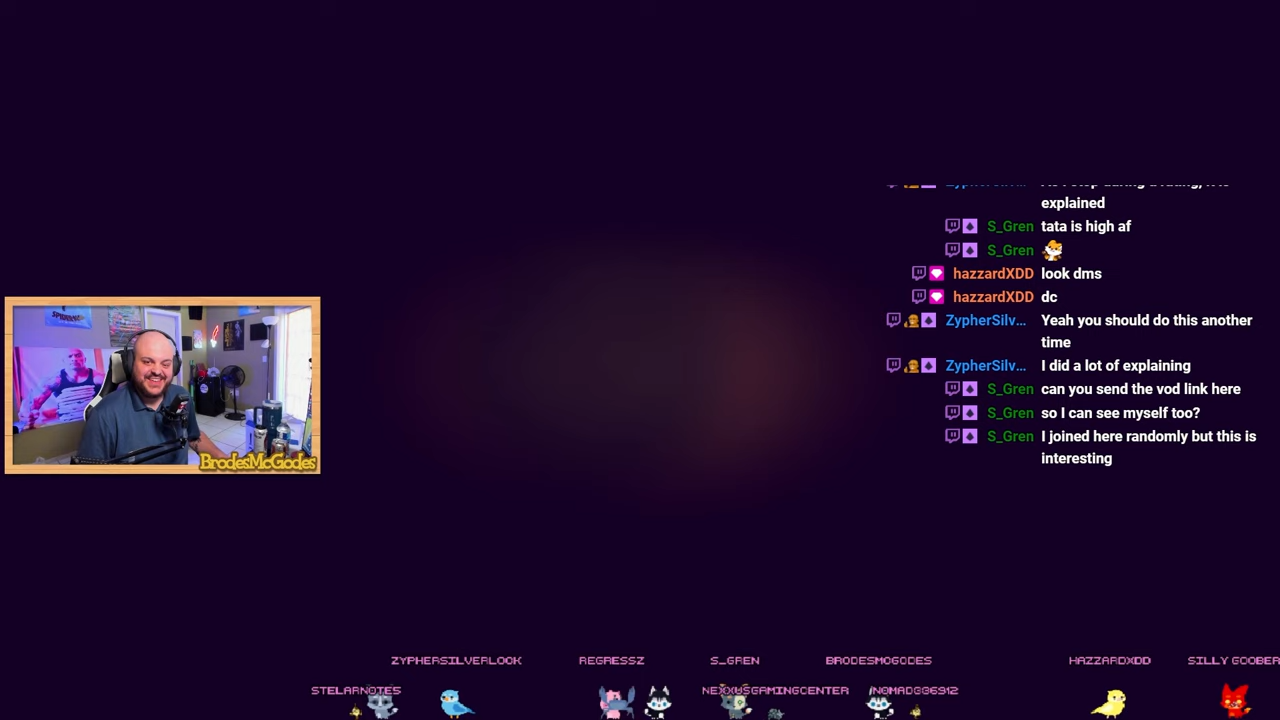 explained
S_Gren tata is high af
S_Gren
hazzardXDD look dms
hazzardXDD dc
ZypherSilv... Yeah you should do this another
time
ZypherSilv... I did a lot of explaining
S_Gren can you send the vod link here
S_Gren so I can see myself too?
S_Gren I joined here randomly but this is
interesting
BrodesMcGodes
ZYPHERSILVERLOOK REGRESSZ S_GREN BRODESMCGODES HAZZARDXDD SILLY GOOBER
STELARNOTES NEXXUSGAMINGCENTER